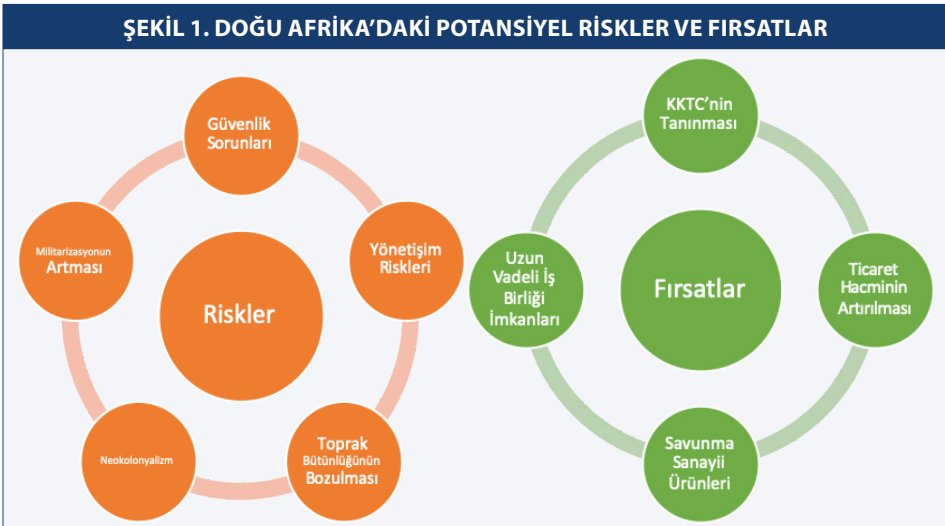 ŞEKİL 1. DOĞU AFRİKA’DAKİ POTANSİYEL RİSKLER VE FIRSATLAR
Güvenlik
Sorunları
Yönetişim
Riskleri
Toprak
Bütünlüğünün
Bozulması
Neokolonyalizm
Militarizasyonun
Artması
Riskler
KKTC’nin
Tanınması
Ticaret
Hacminin
Artırılması
Savunma
Sanayii
Ürünleri
Uzun
Vadeli İş
Birliği
İmkanları
Fırsatlar